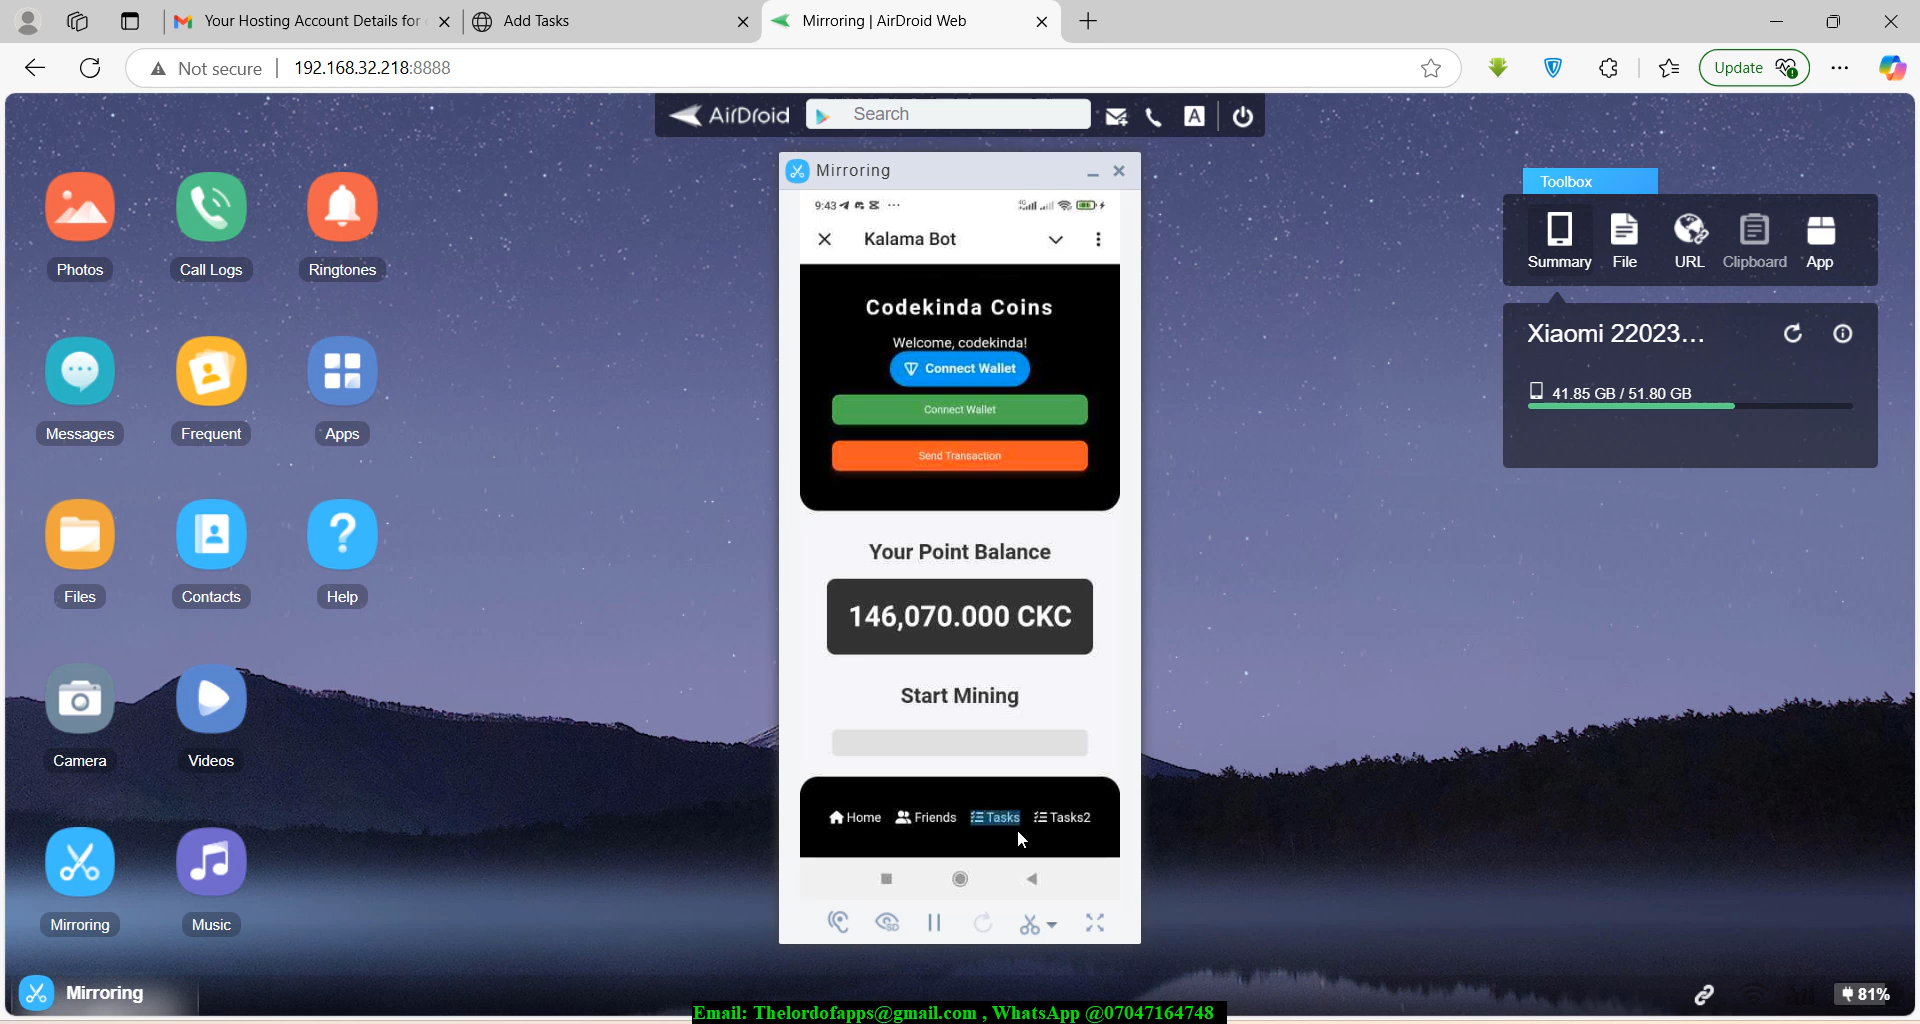 Your Hosting Account Details for
Add Tasks
Mirroring | AirDroid Web
Not secure
192.168.32.218:8888
Update
AirDroid
Search
A
Photos
Call Logs
Ringtones
Messages
Frequent
Apps
Files
Contacts
Help
Camera
Videos
Mirroring
Music
Mirroring
Mirroring
9:43
4G
Kalama Bot
Codekinda Coins
Welcome, codekinda!
Connect Wallet
Connect Wallet
Send Transaction
Your Point Balance
146,070.000 CKC
Start Mining
Home
Friends
Tasks
Tasks2
SD
Toolbox
Summary
File
URL
Clipboard
App
Xiaomi 22023...
41.85 GB / 51.80 GB
81%
Email: Thelordofapps@gmail.com , WhatsApp @07047164748